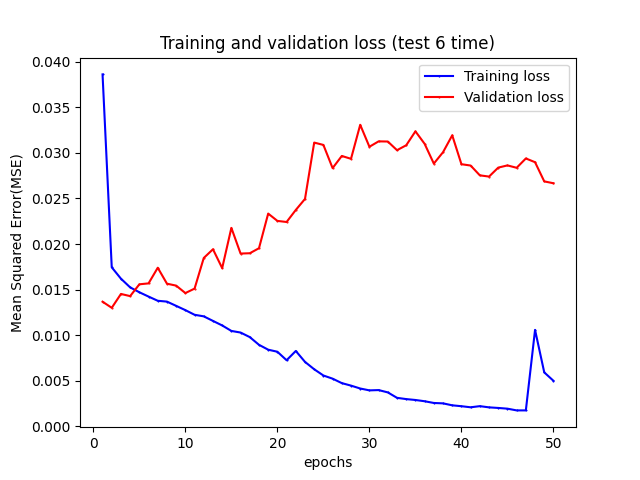 Training and validation loss (test 6 time)
Training loss
Validation loss
Mean Squared Error(MSE)
0.040
0.035
0.030
0.025
0.020
0.015
0.010
0.005
0.000
0 10 20 30 40 50
epochs